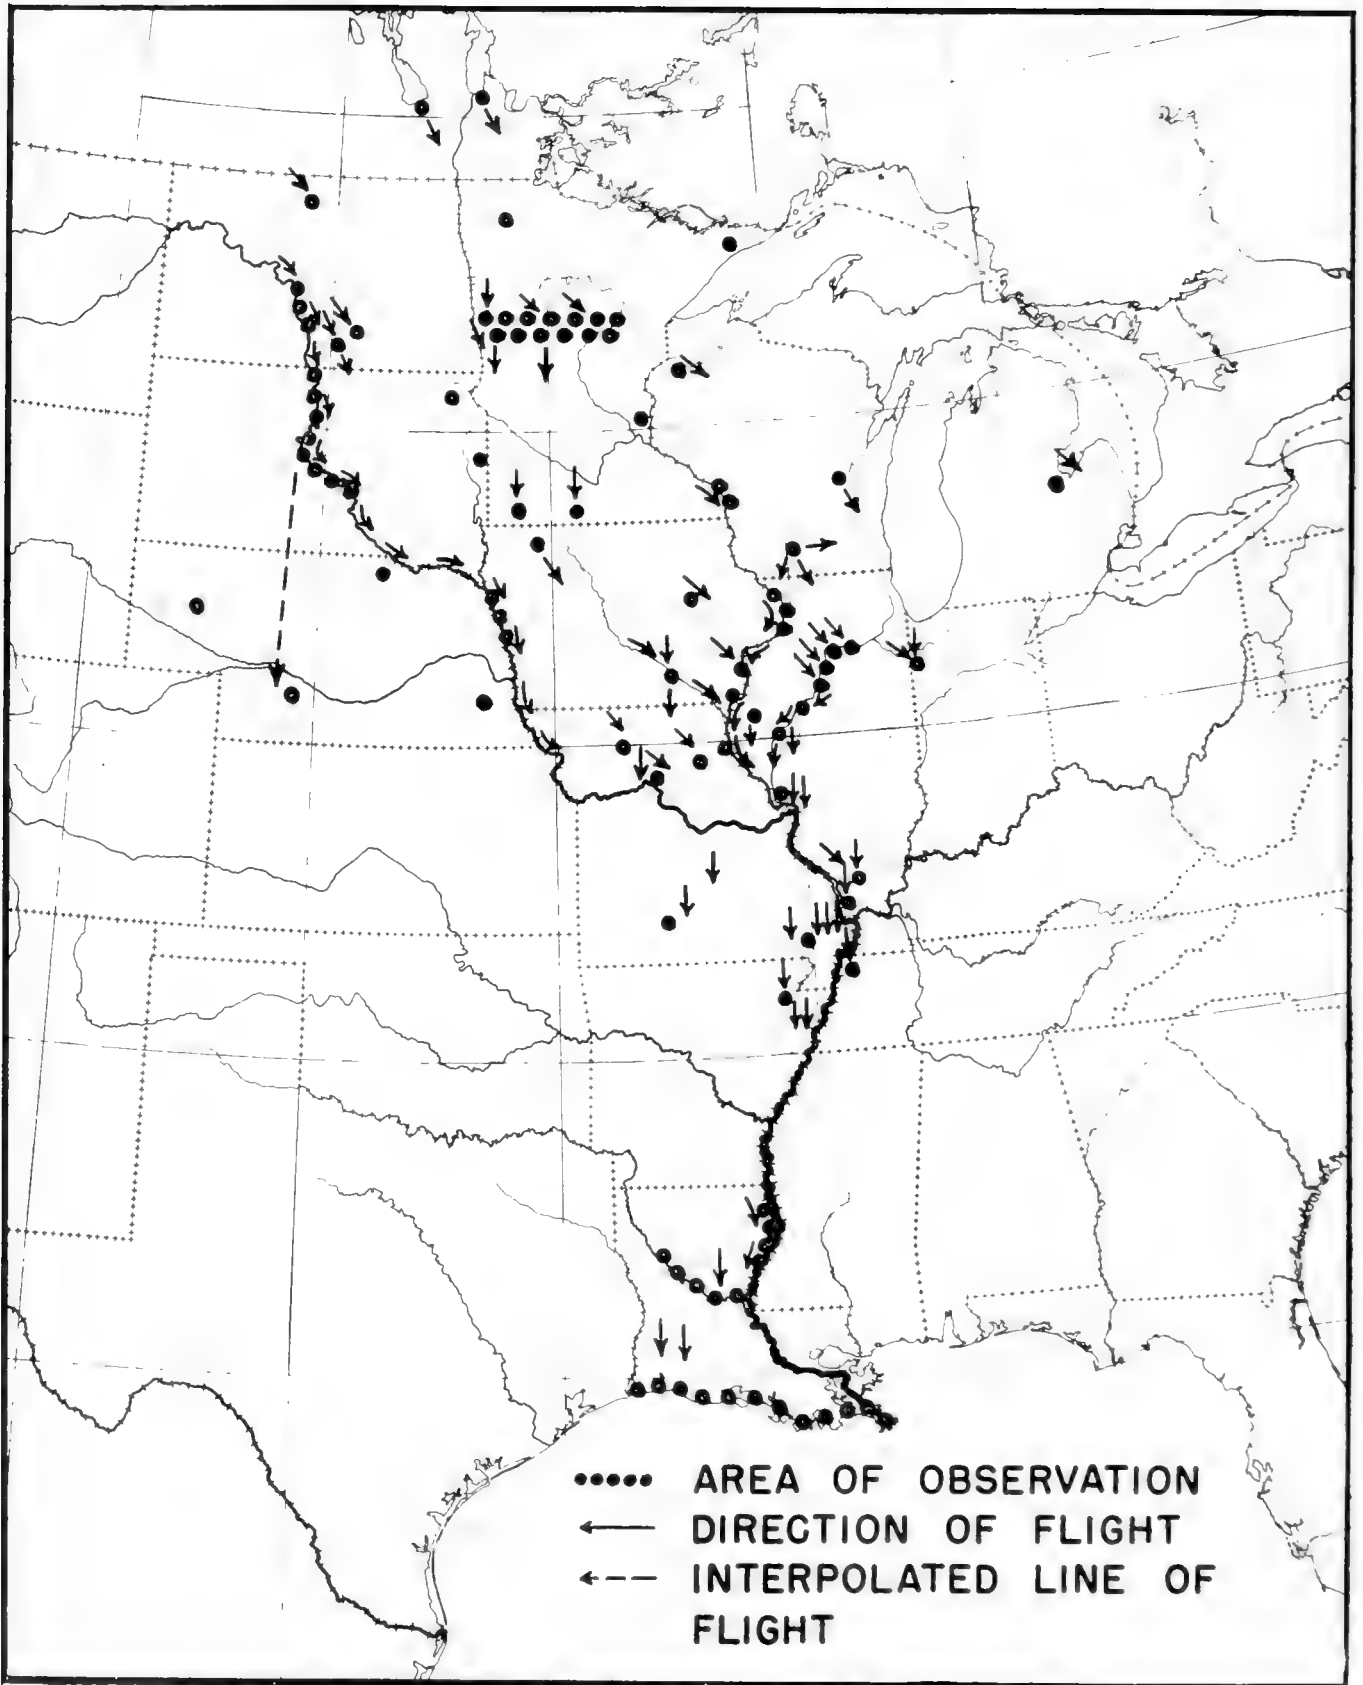 AREA OF OBSERVATION
DIRECTION OF FLIGHT
INTERPOLATED LINE OF
FLIGHT